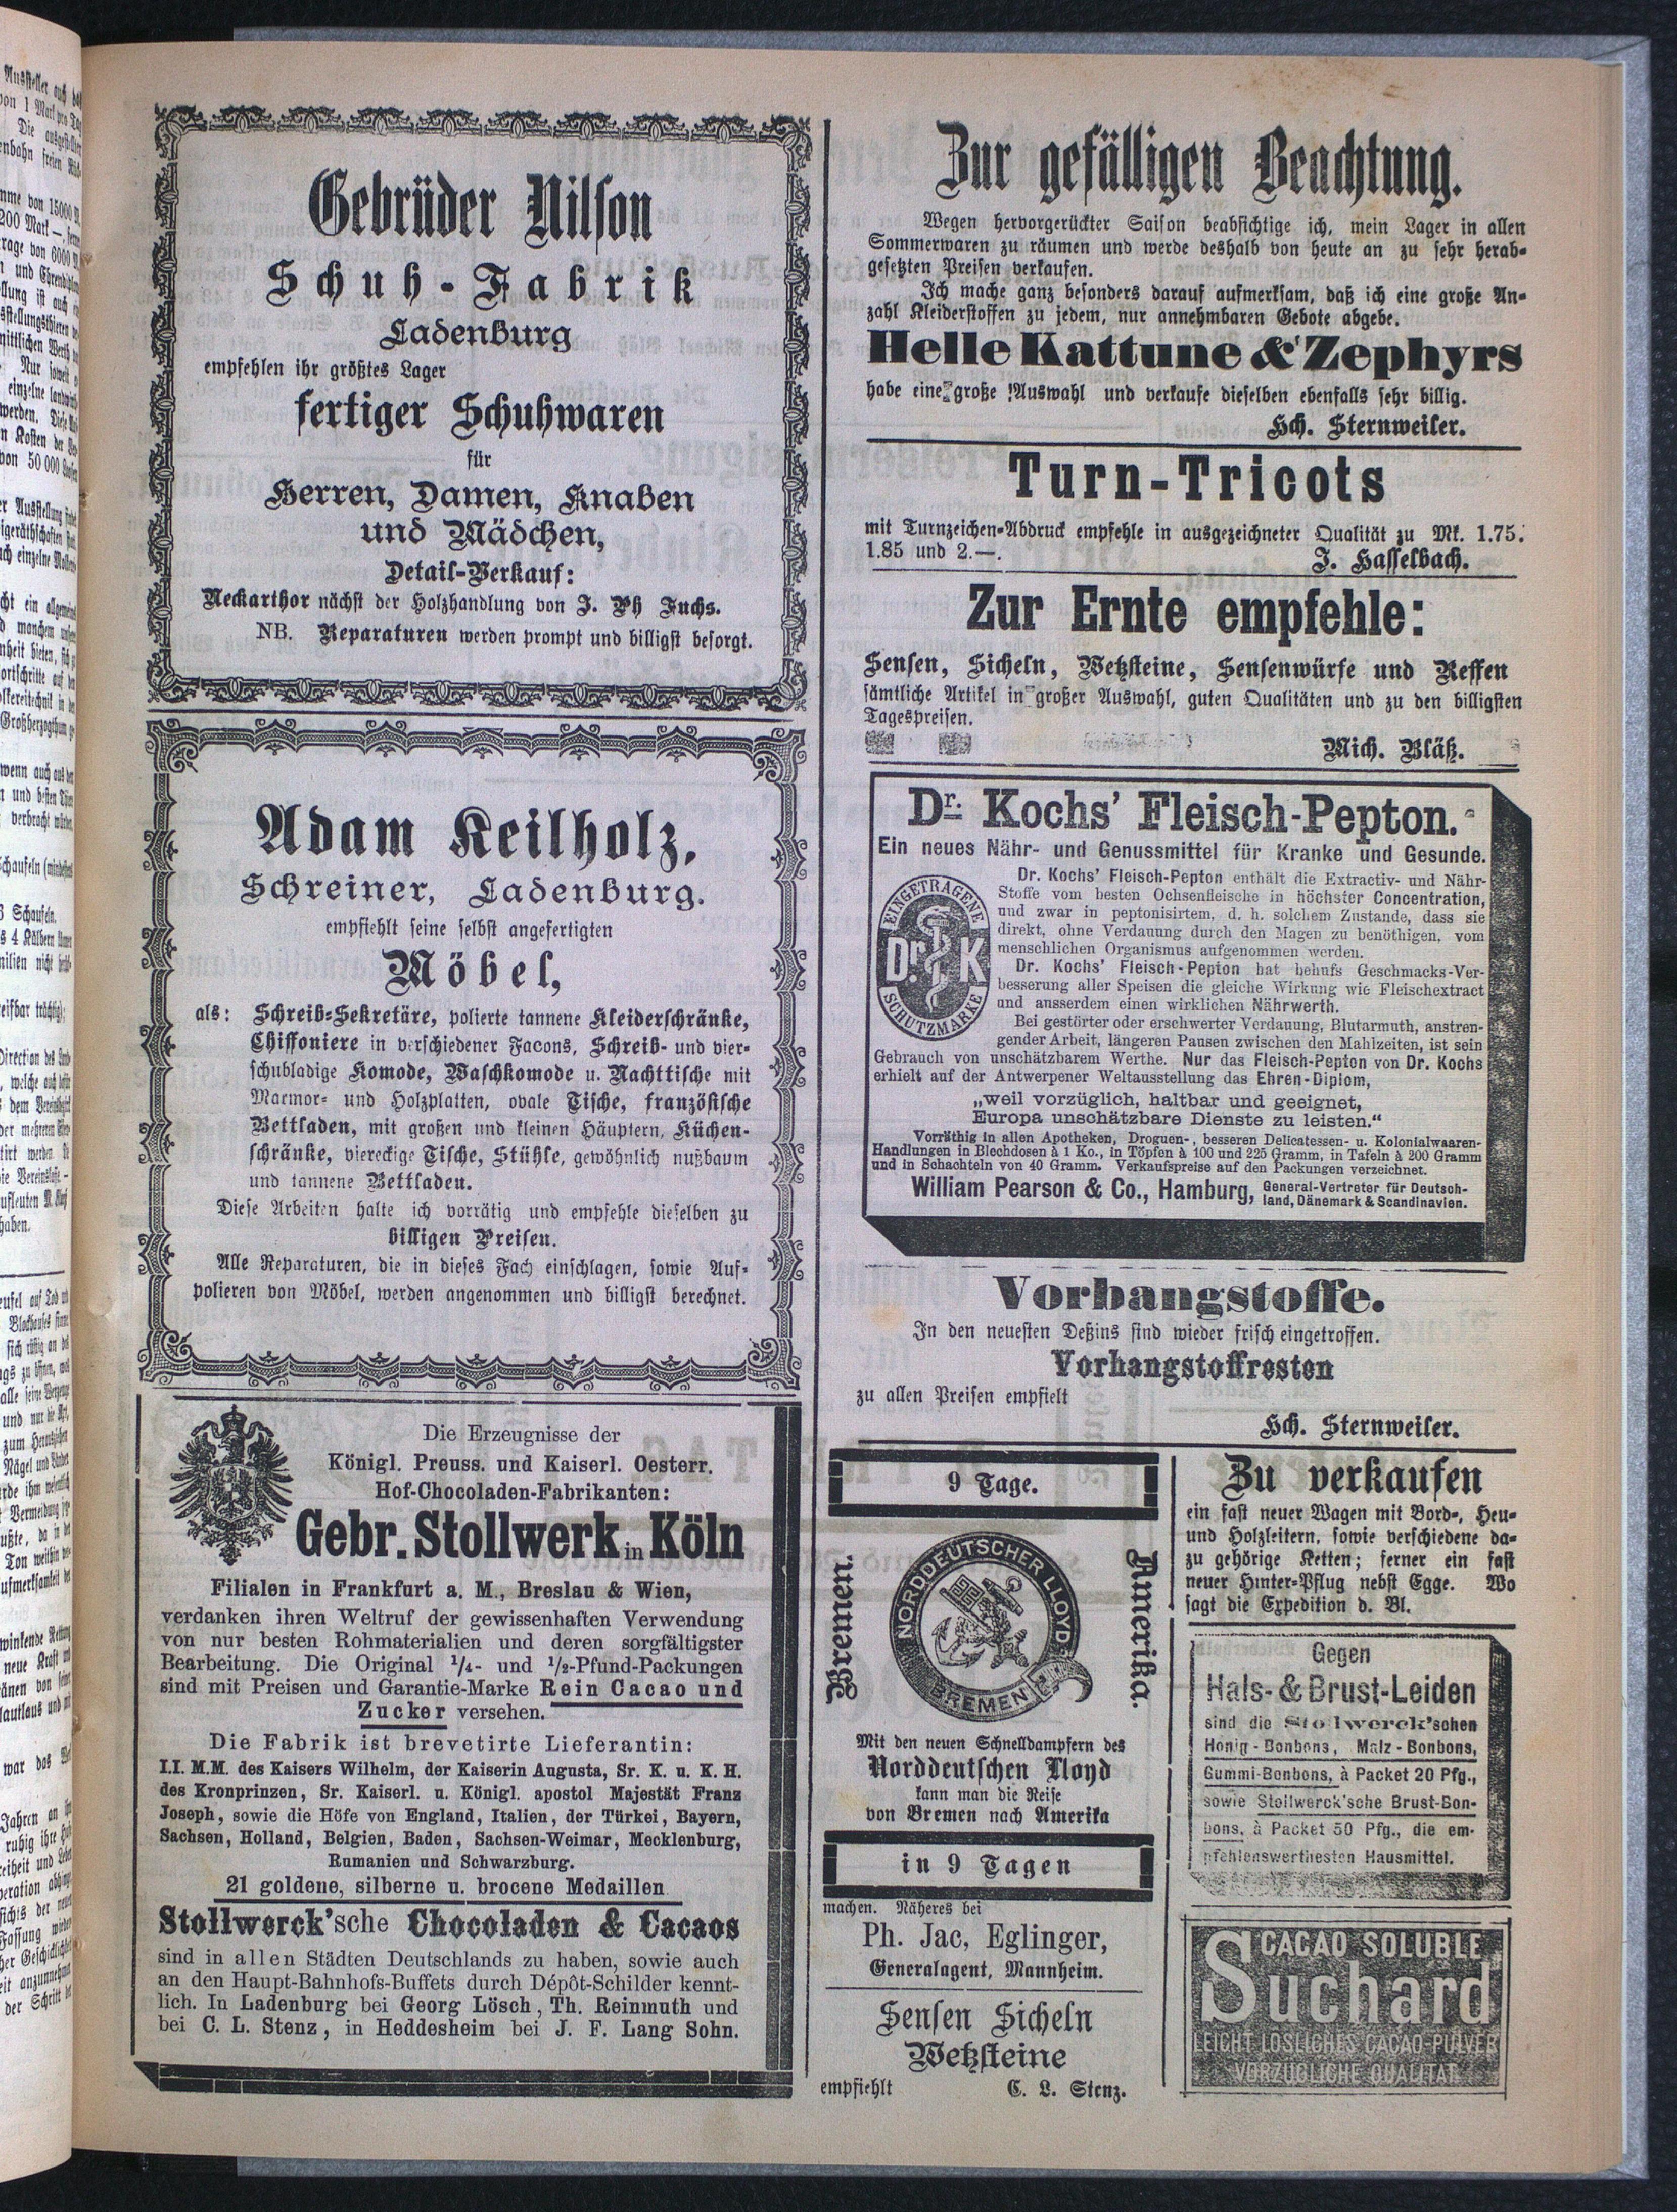 Gebrüder Nilson
Schuh-Fabrik
Ladenburg
empfehlen ihr größtes Lager
fertiger Schuhwaren
für
Herren, Damen, Knaben
und Mädchen,
Detail-Verkauf:
Neckarthor nächst der Holzhandlung von J. Ph Fuchs.
NB. Reparaturen werden prompt und billigst besorgt.
Adam Keilholz,
Schreiner, Ladenburg.
empfiehlt seine selbst angefertigten
Möbel,
als: Schreib-Sekretäre, polierte tannene Kleiderschränke,
Chiffoniere in verschiedener Facons, Schreib- und vier-
schubladige Komode, Waschkomode u. Nachttische mit
Marmor- und Holzplatten, ovale Tische, französische
Bettladen, mit großen und kleinen Häuptern, Küchen-
schränke, viereckige Tische, Stühle, gewöhnlich nußbaum
und tannene Bettladen.
Diese Arbeiten halte ich vorrätig und empfehle dieselben zu
billigen Preisen.
Alle Reparaturen, die in dieses Fach einschlagen, sowie Auf-
polieren von Möbel, werden angenommen und billigst berechnet.
Die Erzeugnisse der
Königl. Preuss. und Kaiserl. Oesterr.
Hof-Chocoladen-Fabrikanten:
Gebr. Stollwerk in Köln
Filialen in Frankfurt a. M., Breslau & Wien,
verdanken ihren Weltruf der gewissenhaften Verwendung
von nur besten Rohmaterialien und deren sorgfältigster
Bearbeitung. Die Original ¼- und ½-Pfund-Packungen
sind mit Preisen und Garantie-Marke Rein Cacao und
Zucker versehen.
Die Fabrik ist brevetirte Lieferantin:
I.I. M.M. des Kaisers Wilhelm, der Kaiserin Augusta, Sr. K. u. K. H.
des Kronprinzen, Sr. Kaiserl. u. Königl. apostol Majestät Franz
Joseph, sowie die Höfe von England, Italien, der Türkei, Bayern,
Sachsen, Holland, Belgien, Baden, Sachsen-Weimar, Mecklenburg,
Rumanien und Schwarzburg.
21 goldene, silberne u. brocene Medaillen
Stollwerck'sche Chocoladen & Cacaos
sind in allen Städten Deutschlands zu haben, sowie auch
an den Haupt-Bahnhofs-Buffets durch Dépôt-Schilder kennt-
lich. In Ladenburg bei Georg Lösch, Th. Reinmuth und
bei C. L. Stenz, in Heddesheim bei J. F. Lang Sohn.
Zur gefälligen Beachtung.
Wegen hervorgerückter Saison beabsichtige ich, mein Lager in allen
Sommerwaren zu räumen und werde deshalb von heute an zu sehr herab-
gesetzten Preisen verkaufen.
Ich mache ganz besonders darauf aufmerksam, daß ich eine große An-
zahl Kleiderstoffen zu jedem, nur annehmbaren Gebote abgebe.
Helle Kattune & Zephyrs
habe eine große !Auswahl und verkaufe dieselben ebenfalls sehr billig.
Hch. Sternweiler.
Turn-Tricots
mit Turnzeichen-Abdruck empfehle in ausgezeichneter Qualität zu Mk. 1.75.
1.85 und 2.—.
J. Hasselbach.
Zur Ernte empfehle:
Sensen, Sicheln, Wetzsteine, Sensenwürfe und Reffen
sämtliche Artikel in großer Auswahl, guten Qualitäten und zu den billigsten
Tagespreisen.
Mich. Bläß.
Dr. Kochs' Fleisch-Pepton.
Ein neues Nähr- und Genussmittel für Kranke und Gesunde.
EINGETRAGENE
Dr. K
SCHUTZMARKE
Dr. Kochs' Fleisch-Pepton enthält die Extractiv- und Nähr-
Stoffe vom besten Ochsenfleische in höchster Concentration,
und zwar in peptonisirtem, d. h. solchem Zustande, dass sie
direkt, ohne Verdauung durch den Magen zu benöthigen, vom
menschlichen Organismus aufgenommen werden.
Dr. Kochs' Fleisch-Pepton hat behufs Geschmacks-Ver-
besserung aller Speisen die gleiche Wirkung wie Fleischextract
und ausserdem einen wirklichen Nährwerth.
Bei gestörter oder erschwerter Verdauung, Blutarmuth, anstren-
gender Arbeit, längeren Pausen zwischen den Mahlzeiten, ist sein
Gebrauch von unschätzbarem Werthe. Nur das Fleisch-Pepton von Dr. Kochs
erhielt auf der Antwerpener Weltausstellung das Ehren-Diplom,
„weil vorzüglich, haltbar und geeignet,
Europa unschätzbare Dienste zu leisten.“
Vorräthig in allen Apotheken, Droguen-, besseren Delicatessen- u. Kolonialwaaren-
Handlungen in Blechdosen à 1 Ko., in Töpfen à 100 und 225 Gramm, in Tafeln à 200 Gramm
und in Schachteln von 40 Gramm. Verkaufspreise auf den Packungen verzeichnet.
William Pearson & Co., Hamburg, General-Vertreter für Deutsch-
land, Dänemark & Scandinavien.
Vorhangstoffe.
In den neuesten Deßins sind wieder frisch eingetroffen.
Vorhangstoffresten
zu allen Preisen empfielt
Hch. Sternweiler.
9 Tage.
Bremen.
NORDDEUTSCHER LLOYD
BREMEN
Amerika.
Mit den neuen Schnelldampfern des
Norddeutschen Lloyd
kann man die Reise
von Bremen nach Amerika
in 9 Tagen
machen. Näheres bei
Ph. Jac, Eglinger,
Generalagent, Mannheim.
Sensen Sicheln
Wetzsteine
empfiehlt C. L. Stenz.
Zu verkaufen
ein fast neuer Wagen mit Bord-, Heu-
und Holzleitern, sowie verschiedene da-
zu gehörige Ketten; ferner ein fast
neuer Hinter-Pflug nebst Egge. Wo
sagt die Expedition d. Bl.
Gegen
Hals- & Brust-Leiden
sind die Stollwerck'schen
Honig-Bonbons, Malz-Bonbons,
Gummi-Bonbons, à Packet 20 Pfg.,
sowie Stollwerck'sche Brust-Bon-
bons, à Packet 50 Pfg., die em-
pfehlenswerthesten Hausmittel.
CACAO SOLUBLE
Suchard
LEICHT LÖSLICHES CACAO-PULVER
VORZÜGLICHE QUALITÄT